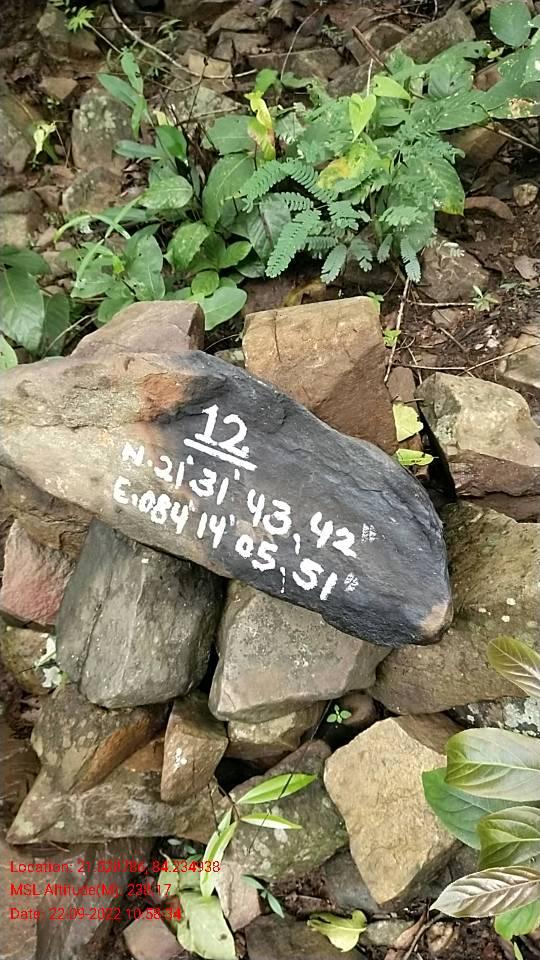 12
N.21°31' 43,42"
E.084°14' 05,51"
Location: 21.528786, 84.234938
MSL Altitude(M): 238.17
Date: 22-09-2022 10:58:34